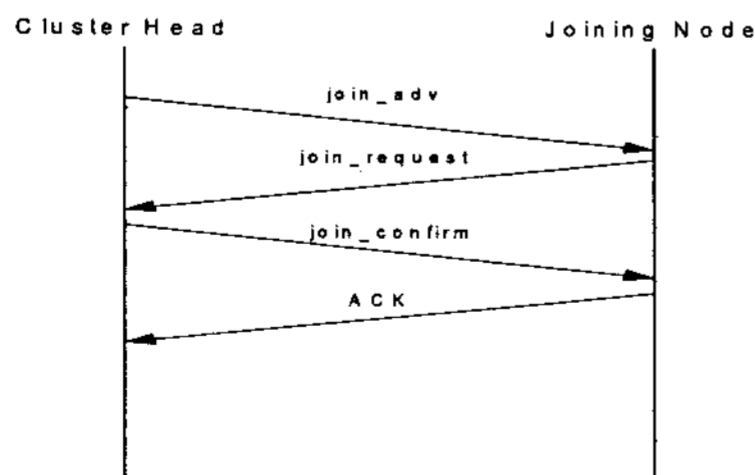 Cluster Head
Joining Node
join_adv
join_request
join_confirm
ACK